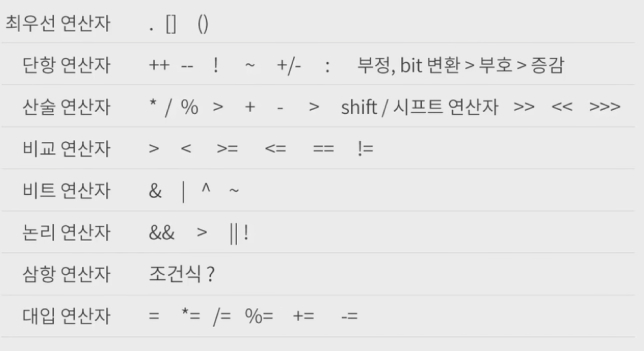 최우선 연산자 . [] ()
단항 연산자 ++ -- ! ~ +/- : 부정, bit 변환 > 부호 > 증감
산술 연산자 * / % > + - > shift / 시프트 연산자 >> << >>>
비교 연산자 > < >= <= == !=
비트 연산자 & | ^ ~
논리 연산자 && > || !
삼항 연산자 조건식 ?
대입 연산자 = *= /= %= += -=